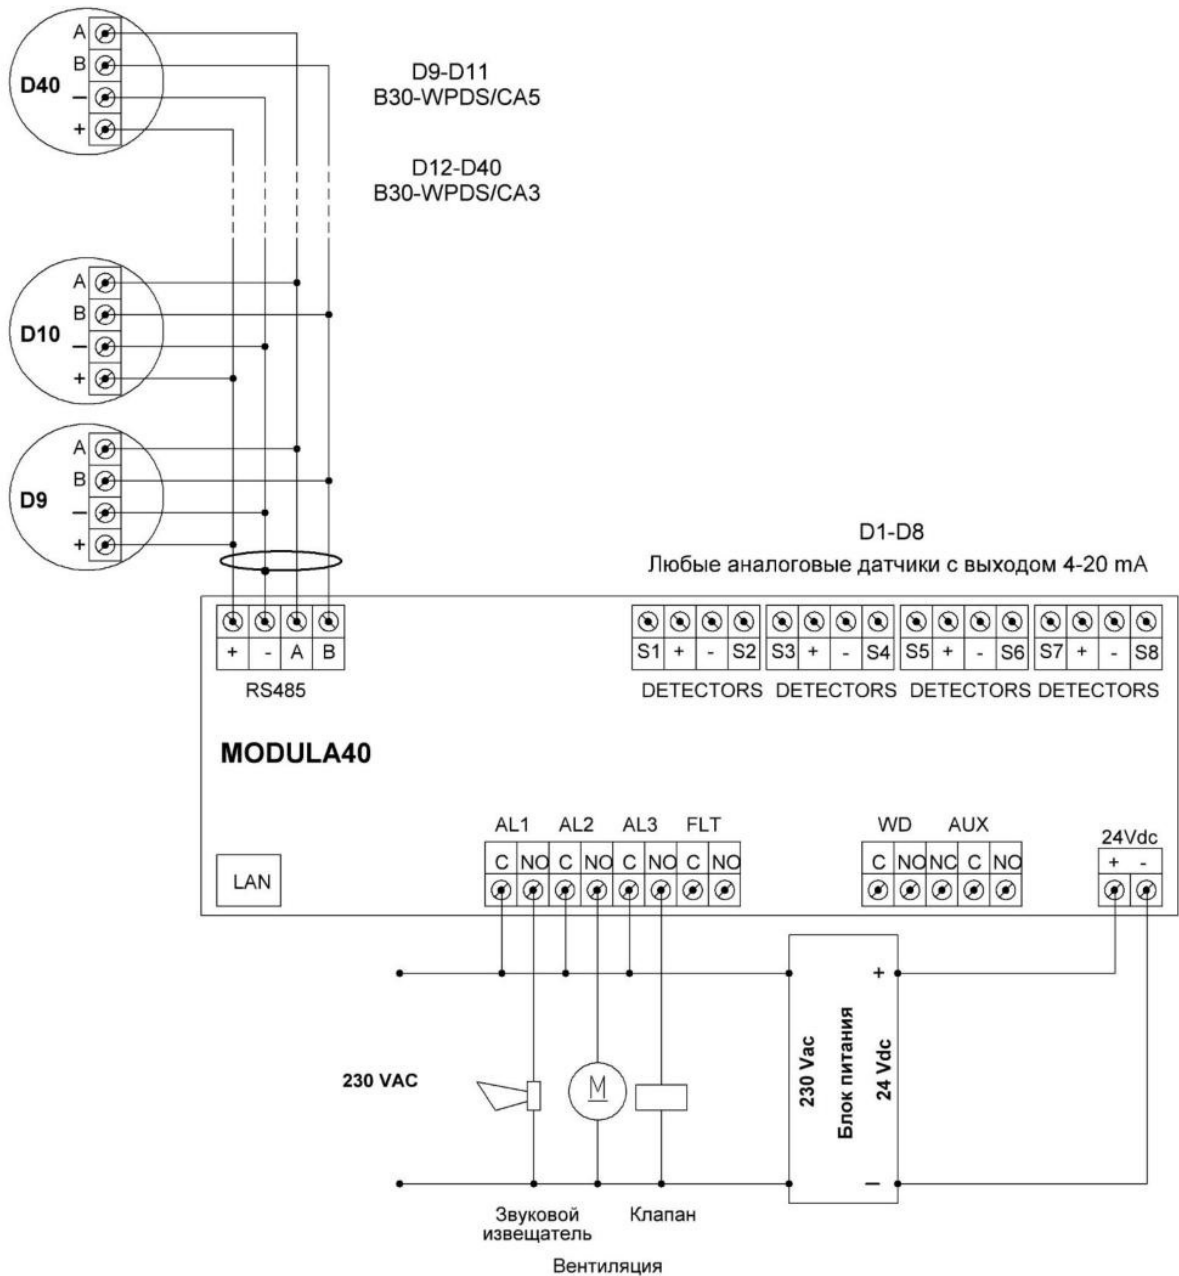 A
B
D40
–
+
D9-D11
B30-WPDS/CA5
D12-D40
B30-WPDS/CA3
A
B
D10
–
+
A
B
D9
–
+
D1-D8
Любые аналоговые датчики с выходом 4-20 mA
+ - A B
RS485
S1 + - S2 S3 + - S4 S5 + - S6 S7 + - S8
DETECTORS DETECTORS DETECTORS DETECTORS
MODULA40
AL1 AL2 AL3 FLT WD AUX 24Vdc
C NO C NO C NO C NO C NO NC C NO + -
LAN
+
230 VAC
M
230 Vac
Блок питания
24 Vdc
–
Звуковой
извещатель
Клапан
Вентиляция